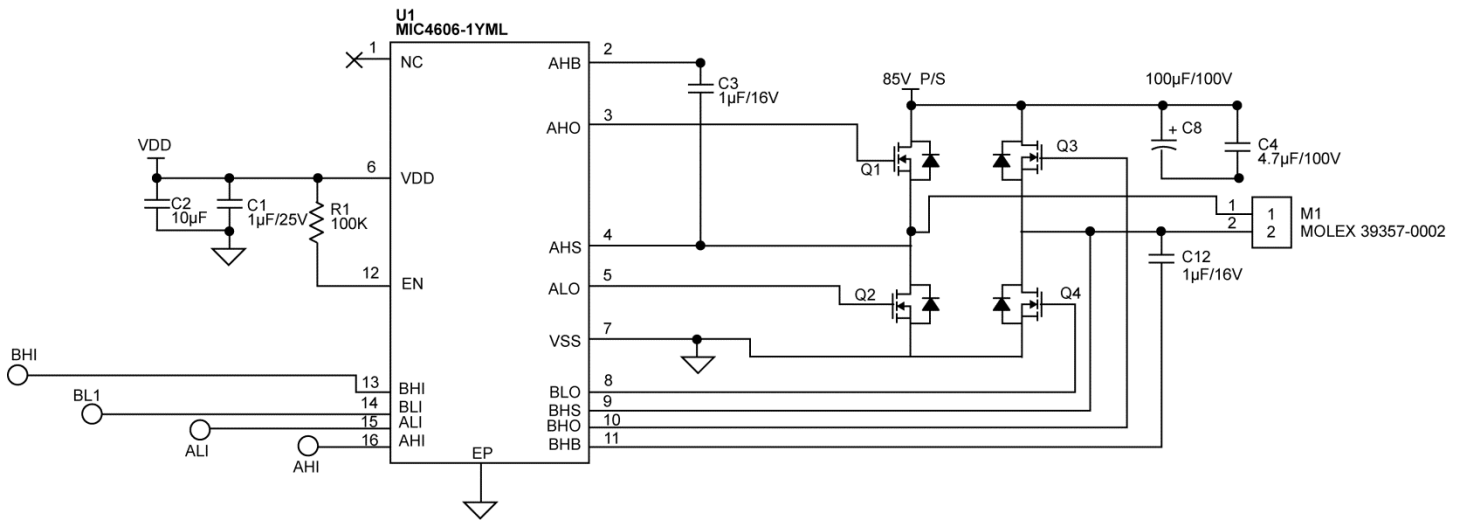 U1
MIC4606-1YML
1
NC
2
AHB
C3
1µF/16V
85V P/S
100µF/100V
3
AHO
+ C8
C4
4.7µF/100V
Q1
Q3
VDD
6
VDD
C2
10µF
C1
1µF/25V
R1
100K
1
2
1
2
M1
MOLEX 39357-0002
4
AHS
C12
1µF/16V
12
EN
5
ALO
Q2
Q4
7
VSS
BHI
13
BHI
8
BLO
BL1
14
BLI
9
BHS
15
ALI
10
BHO
16
AHI
11
BHB
ALI
AHI
EP